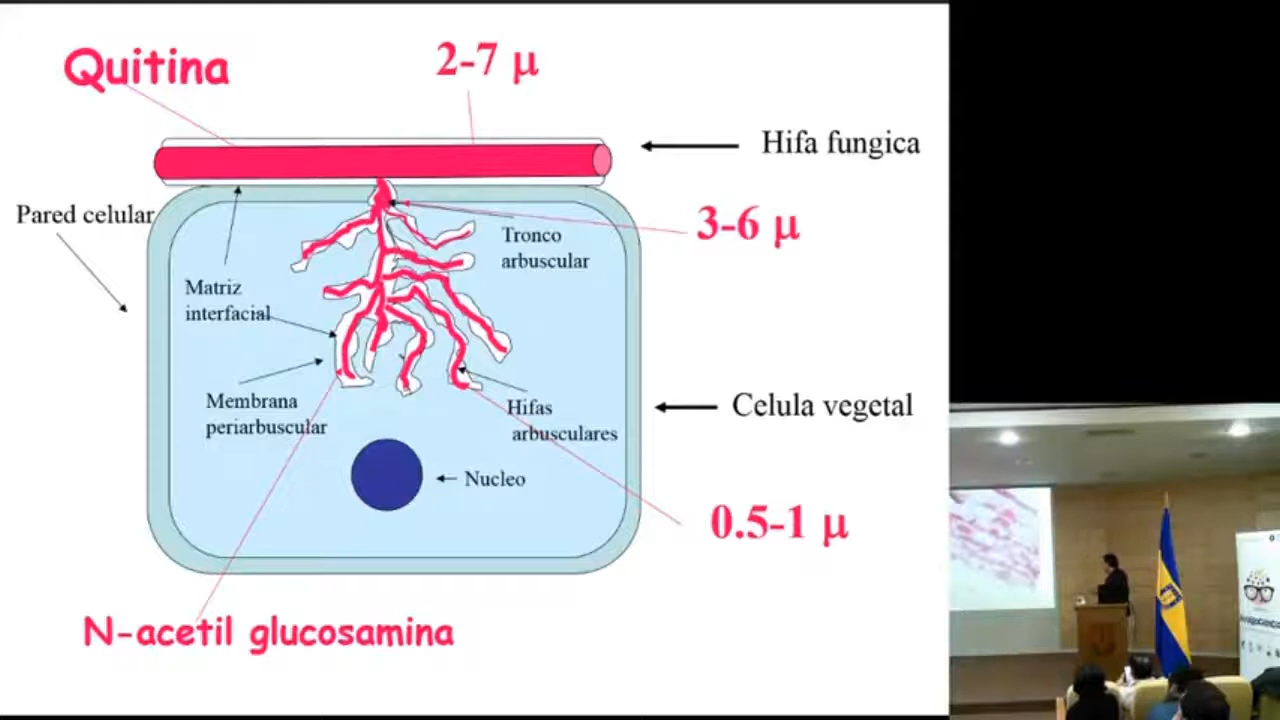 Quitina
2-7 μ
Hifa fungica
Pared celular
3-6 μ
Tronco
arbuscular
Matriz
interfacial
Membrana
periarbuscular
Hifas
arbusculares
Celula vegetal
Nucleo
0.5-1 μ
N-acetil glucosamina